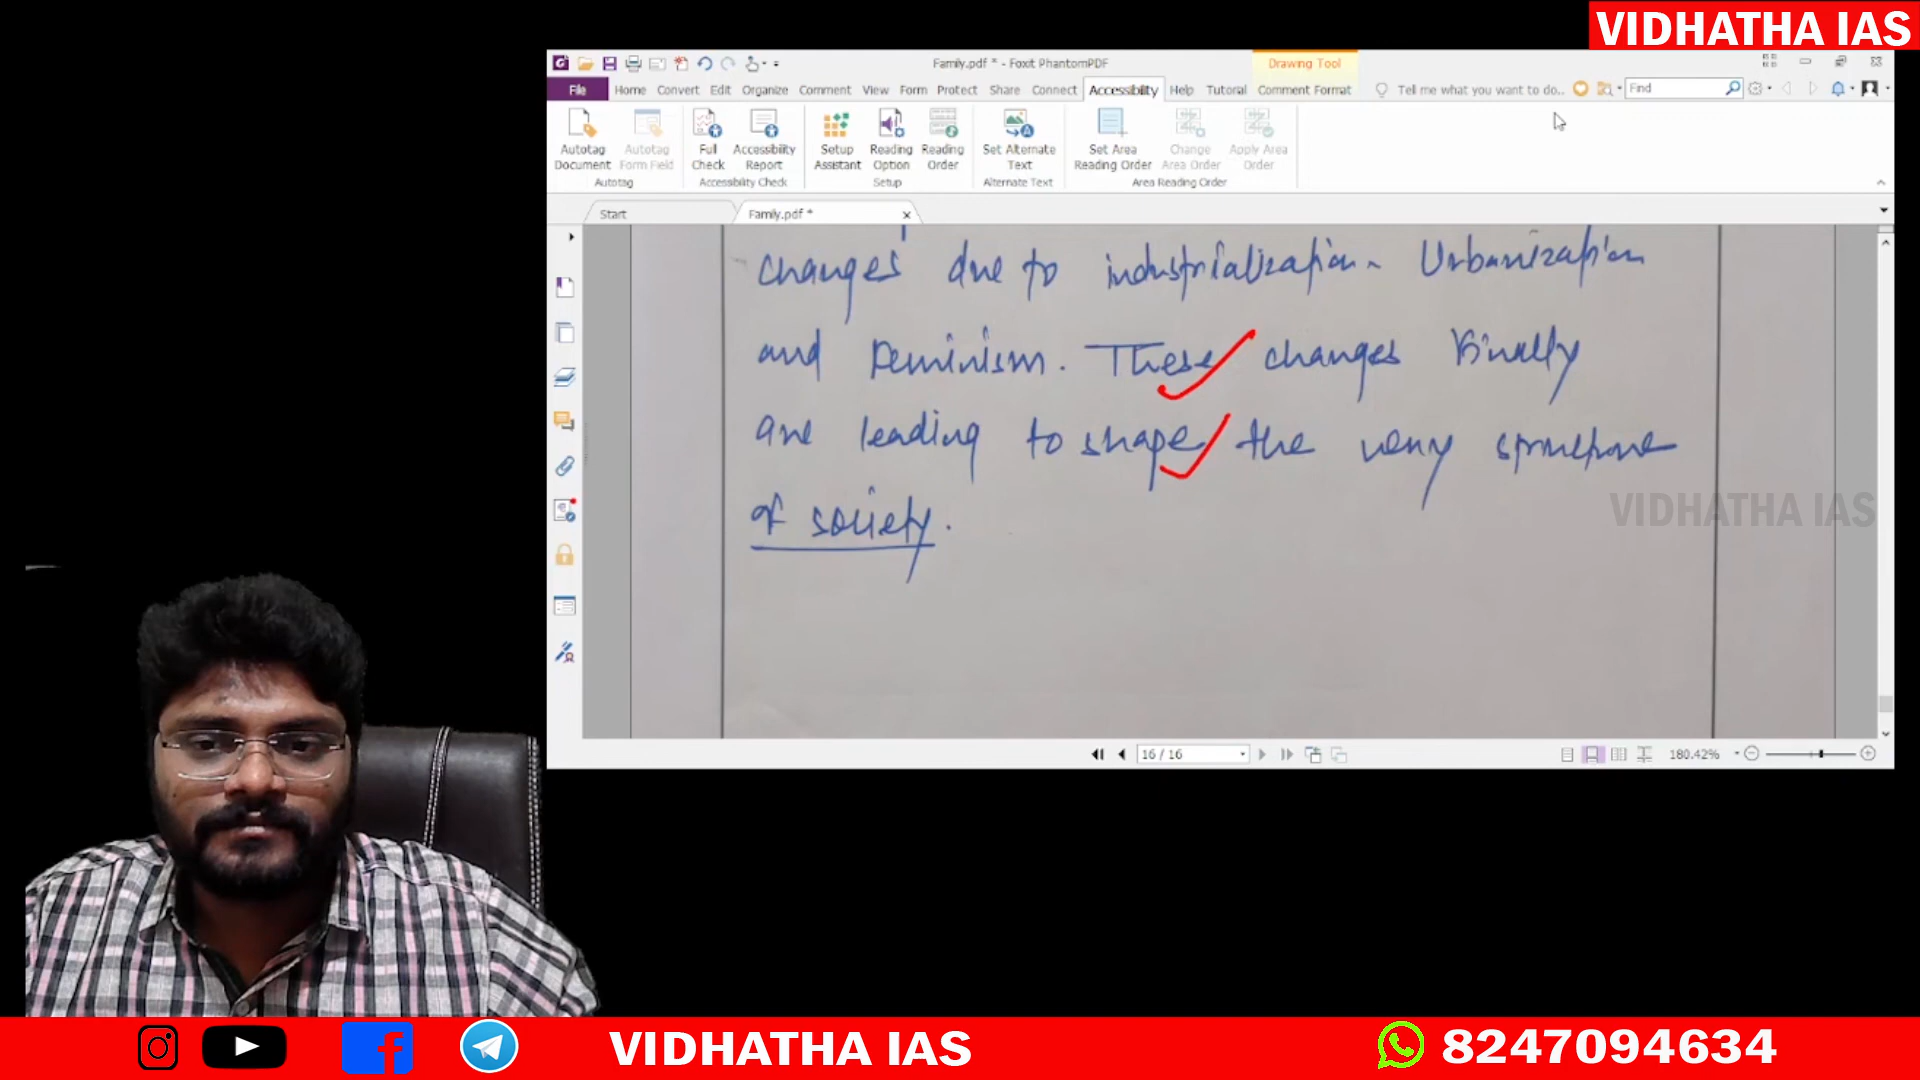 VIDHATHA IAS
Family.pdf * - Foxit PhantomPDF
Drawing Tool
File Home Convert Edit Organize Comment View Form Protect Share Connect Accessibility Help Tutorial Comment Format Tell me what you want to do.. Find
Autotag Document
Autotag Form Field
Full Check
Accessibility Report
Setup Assistant
Reading Option
Reading Order
Set Alternate Text
Set Area Reading Order
Change Area Order
Apply Area Order
Autotag Accessibility Check Setup Alternate Text Area Reading Order
Start Family.pdf *
changes due to industrialization. Urbanization
and Feminism. These changes Finally
are leading to shape the very structure
of society.
VIDHATHA IAS
16 / 16 180.42%
VIDHATHA IAS 8247094634